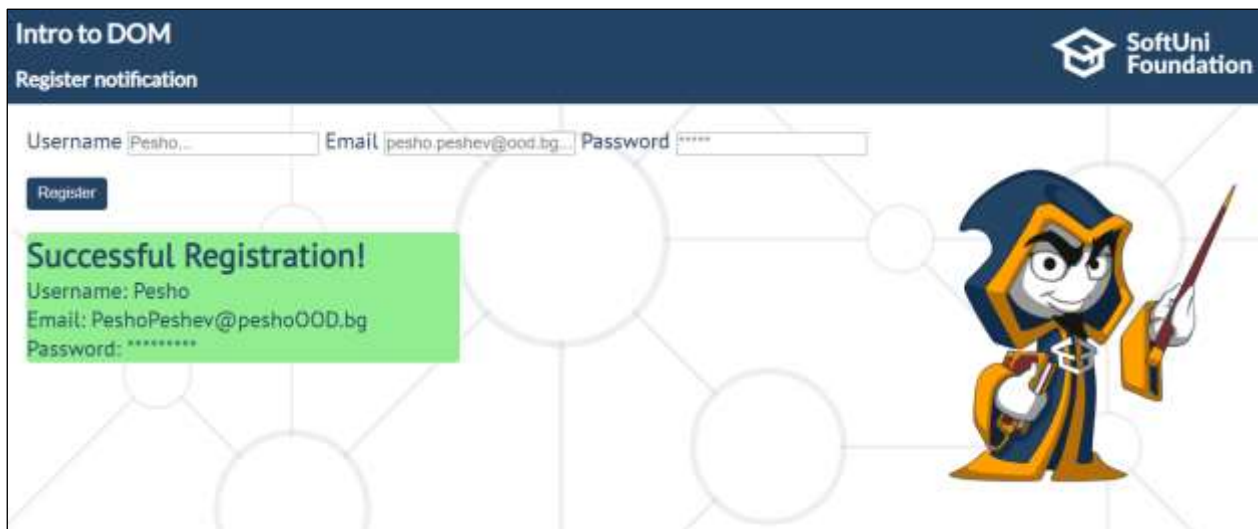 Intro to DOM
SoftUni
Foundation
Register notification
Username Pesho... Email pesho.peshev@ood.bg... Password *****
Register
Successful Registration!
Username: Pesho
Email: PeshoPeshev@peshoOOD.bg
Password: *********